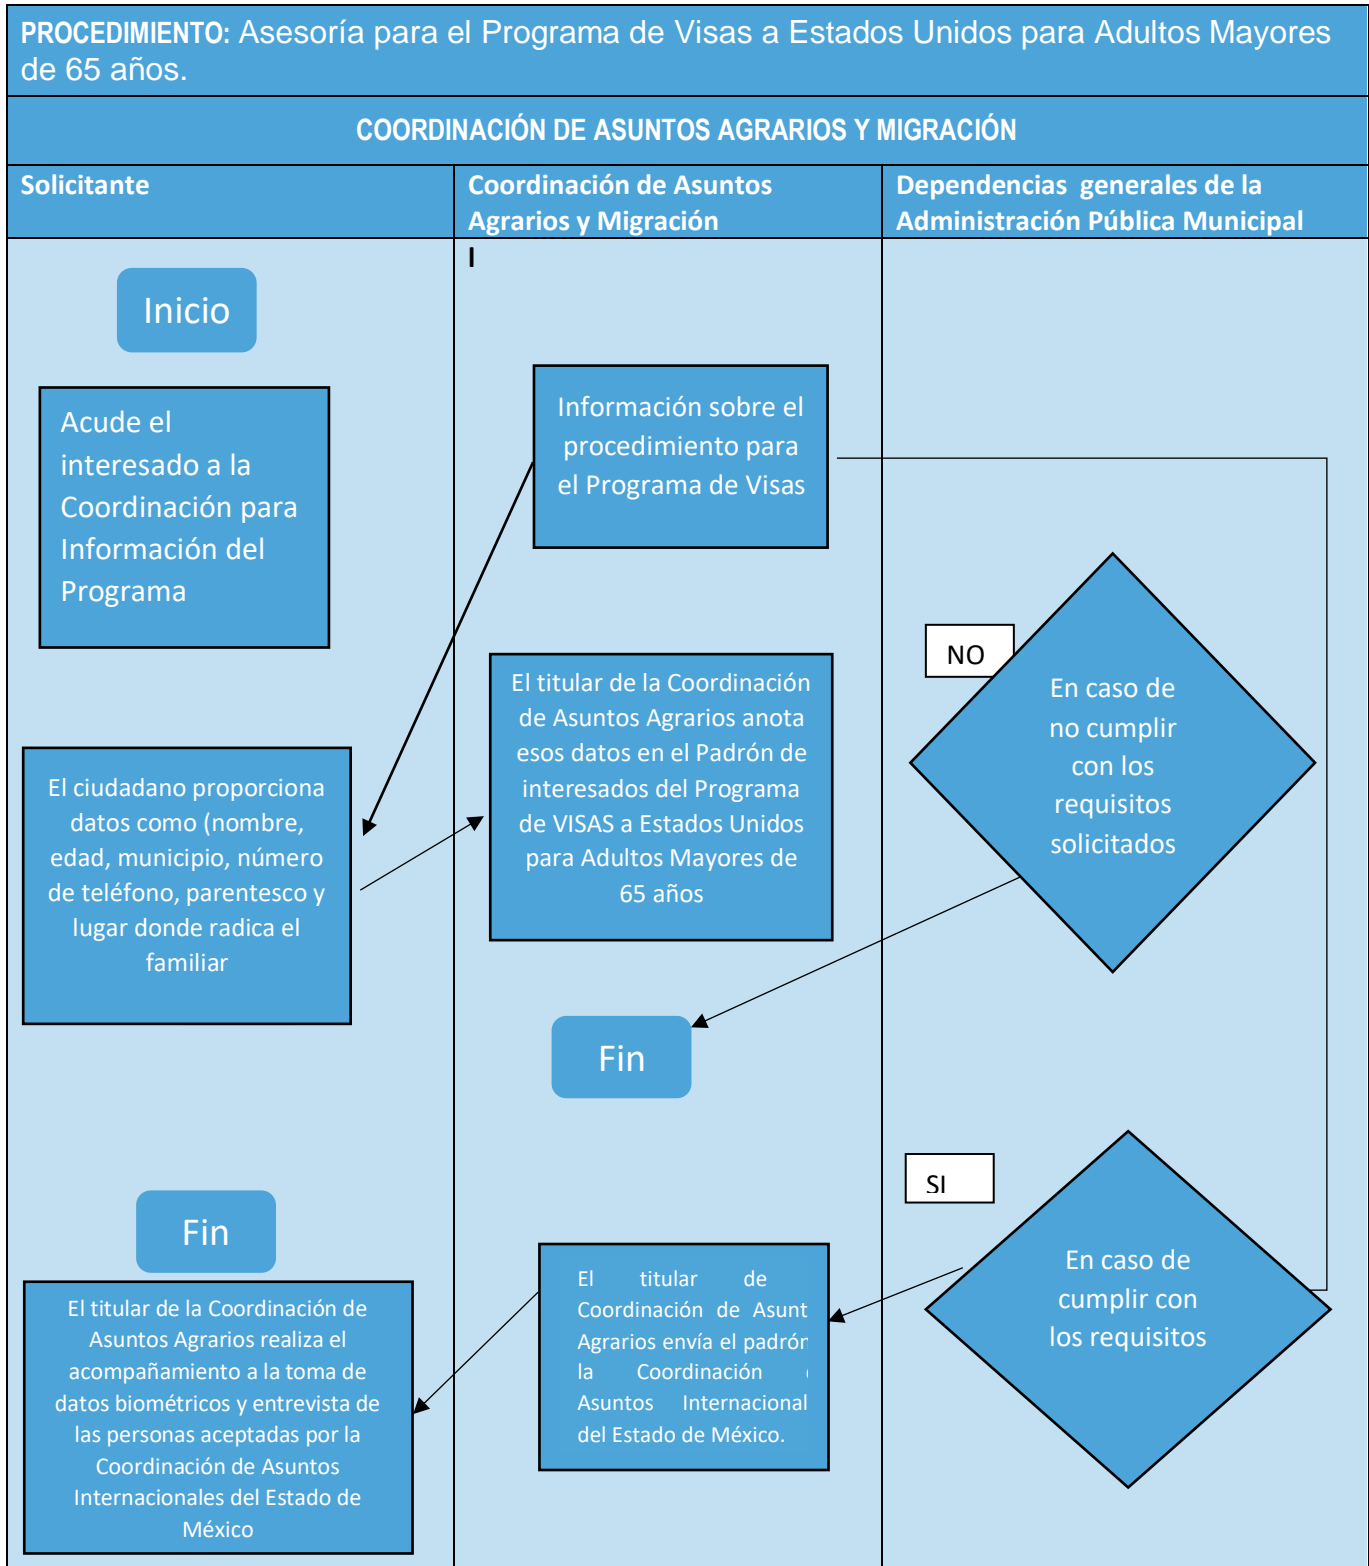 PROCEDIMIENTO: Asesoría para el Programa de Visas a Estados Unidos para Adultos Mayores
de 65 años.
COORDINACIÓN DE ASUNTOS AGRARIOS Y MIGRACIÓN
Solicitante
Coordinación de Asuntos
Agrarios y Migración
Dependencias generales de la
Administración Pública Municipal
I
Inicio
Acude el
interesado a la
Coordinación para
Información del
Programa
Información sobre el
procedimiento para
el Programa de Visas
NO
En caso de
no cumplir
con los
requisitos
solicitados
El titular de la Coordinación
de Asuntos Agrarios anota
esos datos en el Padrón de
interesados del Programa
de VISAS a Estados Unidos
para Adultos Mayores de
65 años
El ciudadano proporciona
datos como (nombre,
edad, municipio, número
de teléfono, parentesco y
lugar donde radica el
familiar
Fin
SI
En caso de
cumplir con
los requisitos
El titular de
Coordinación de Asunt
Agrarios envía el padrón
la Coordinación
Asuntos Internacional
del Estado de México.
Fin
El titular de la Coordinación de
Asuntos Agrarios realiza el
acompañamiento a la toma de
datos biométricos y entrevista de
las personas aceptadas por la
Coordinación de Asuntos
Internacionales del Estado de
México